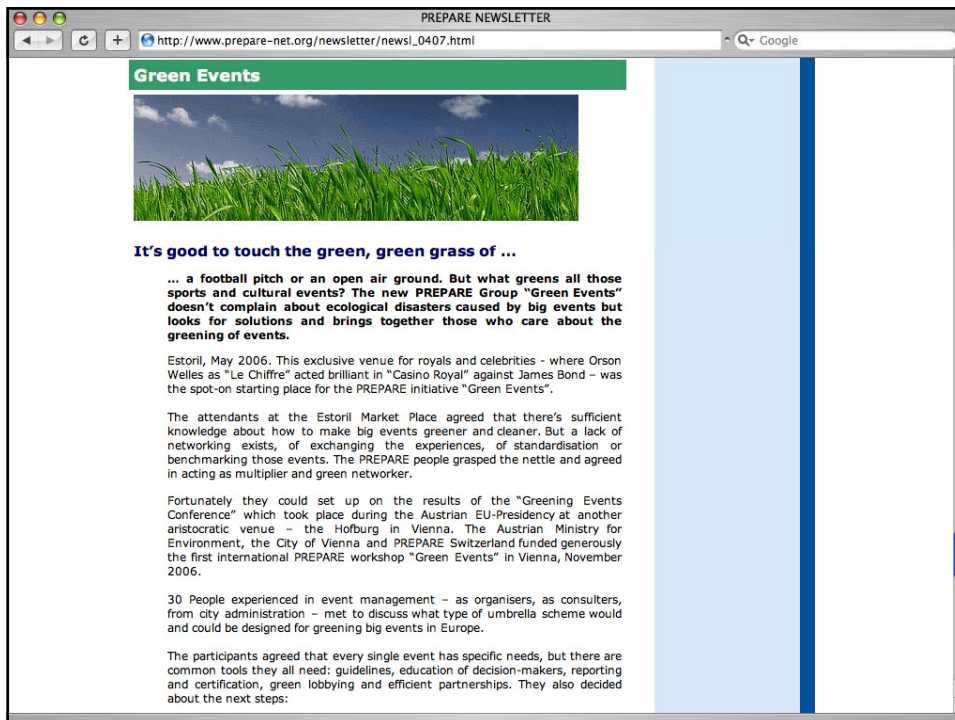 PREPARE NEWSLETTER
http://www.prepare-net.org/newsletter/newsl_0407.html
Google
Green Events
It's good to touch the green, green grass of ...
... a football pitch or an open air ground. But what greens all those
sports and cultural events? The new PREPARE Group “Green Events”
doesn’t complain about ecological disasters caused by big events but
looks for solutions and brings together those who care about the
greening of events.
Estoril, May 2006. This exclusive venue for royals and celebrities - where Orson
Welles as “Le Chiffre” acted brilliant in “Casino Royal” against James Bond – was
the spot-on starting place for the PREPARE initiative “Green Events”.
The attendants at the Estoril Market Place agreed that there’s sufficient
knowledge about how to make big events greener and cleaner. But a lack of
networking exists, of exchanging the experiences, of standardisation or
benchmarking those events. The PREPARE people grasped the nettle and agreed
in acting as multiplier and green networker.
Fortunately they could set up on the results of the “Greening Events
Conference” which took place during the Austrian EU-Presidency at another
aristocratic venue – the Hofburg in Vienna. The Austrian Ministry for
Environment, the City of Vienna and PREPARE Switzerland funded generously
the first international PREPARE workshop “Green Events” in Vienna, November
2006.
30 People experienced in event management – as organisers, as consulters,
from city administration – met to discuss what type of umbrella scheme would
and could be designed for greening big events in Europe.
The participants agreed that every single event has specific needs, but there are
common tools they all need: guidelines, education of decision-makers, reporting
and certification, green lobbying and efficient partnerships. They also decided
about the next steps: